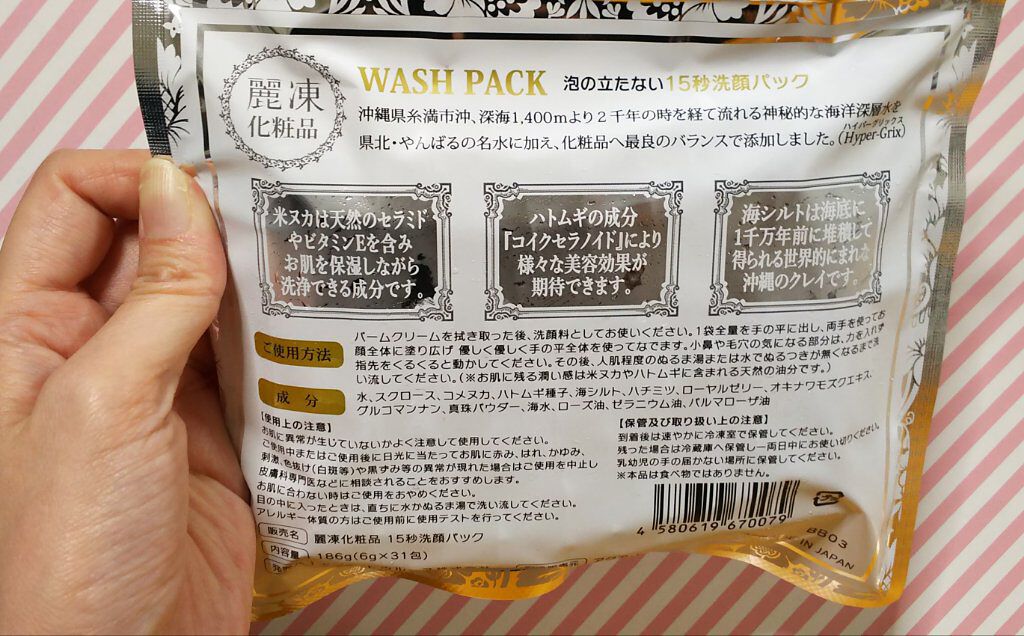 麗凍
化粧品
WASH PACK 泡の立たない15秒洗顔パック
沖縄県糸満市沖、深海1,400mより2千年の時を経て流れる神秘的な海洋深層水を
ハイパーグリックス
県北・やんばるの名水に加え、化粧品へ最良のバランスで添加しました。(Hyper-Grix)
米ヌカは天然のセラミド
やビタミンEを含み
お肌を保湿しながら
洗浄できる成分です。
ハトムギの成分
『コイクセラノイド』により
様々な美容効果が
期待できます。
海シルトは海底に
1千万年前に堆積して
得られる世界的にまれな
沖縄のクレイです。
ご使用方法
バームクリームを拭き取った後、洗顔料としてお使いください。1袋全量を手の平に出し、両手を使ってお
顔全体に塗り広げ 優しく優しく手の平全体を使ってなでます。小鼻や毛穴の気になる部分は、力を入れず
指先をくるくると動かしてください。その後、人肌程度のぬるま湯または水でぬるつきが無くなるまで洗
い流してください。(※お肌に残る潤い感は米ヌカやハトムギに含まれる天然の油分です。)
成分
水、スクロース、コメヌカ、ハトムギ種子、海シルト、ハチミツ、ローヤルゼリー、オキナワモズクエキス、
グルコマンナン、真珠パウダー、海水、ローズ油、ゼラニウム油、パルマローザ油
【使用上の注意】
お肌に異常が生じていないかよく注意して使用してください。
ご使用中またはご使用後に日光に当たってお肌に赤み、はれ、かゆみ、
刺激、色抜け(白斑等)や黒ずみ等の異常が現れた場合はご使用を中止し
皮膚科専門医などに相談されることをおすすめします。
お肌に合わない時はご使用をおやめください。
目の中に入ったときは、直ちに水かぬるま湯で洗い流してください。
アレルギー体質の方はご使用前に使用テストを行ってください。
【保管及び取り扱い上の注意】
到着後は速やかに冷凍室で保管してください。
残った場合は冷蔵庫へ保管し一両日中にお使い切りください。
乳幼児の手の届かない場所に保管してください。
※本品は食べ物ではありません。
4 580619 670079
BB03
IN JAPAN
販売名 麗凍化粧品 15秒洗顔パック
内容量 186g(6g×31包)